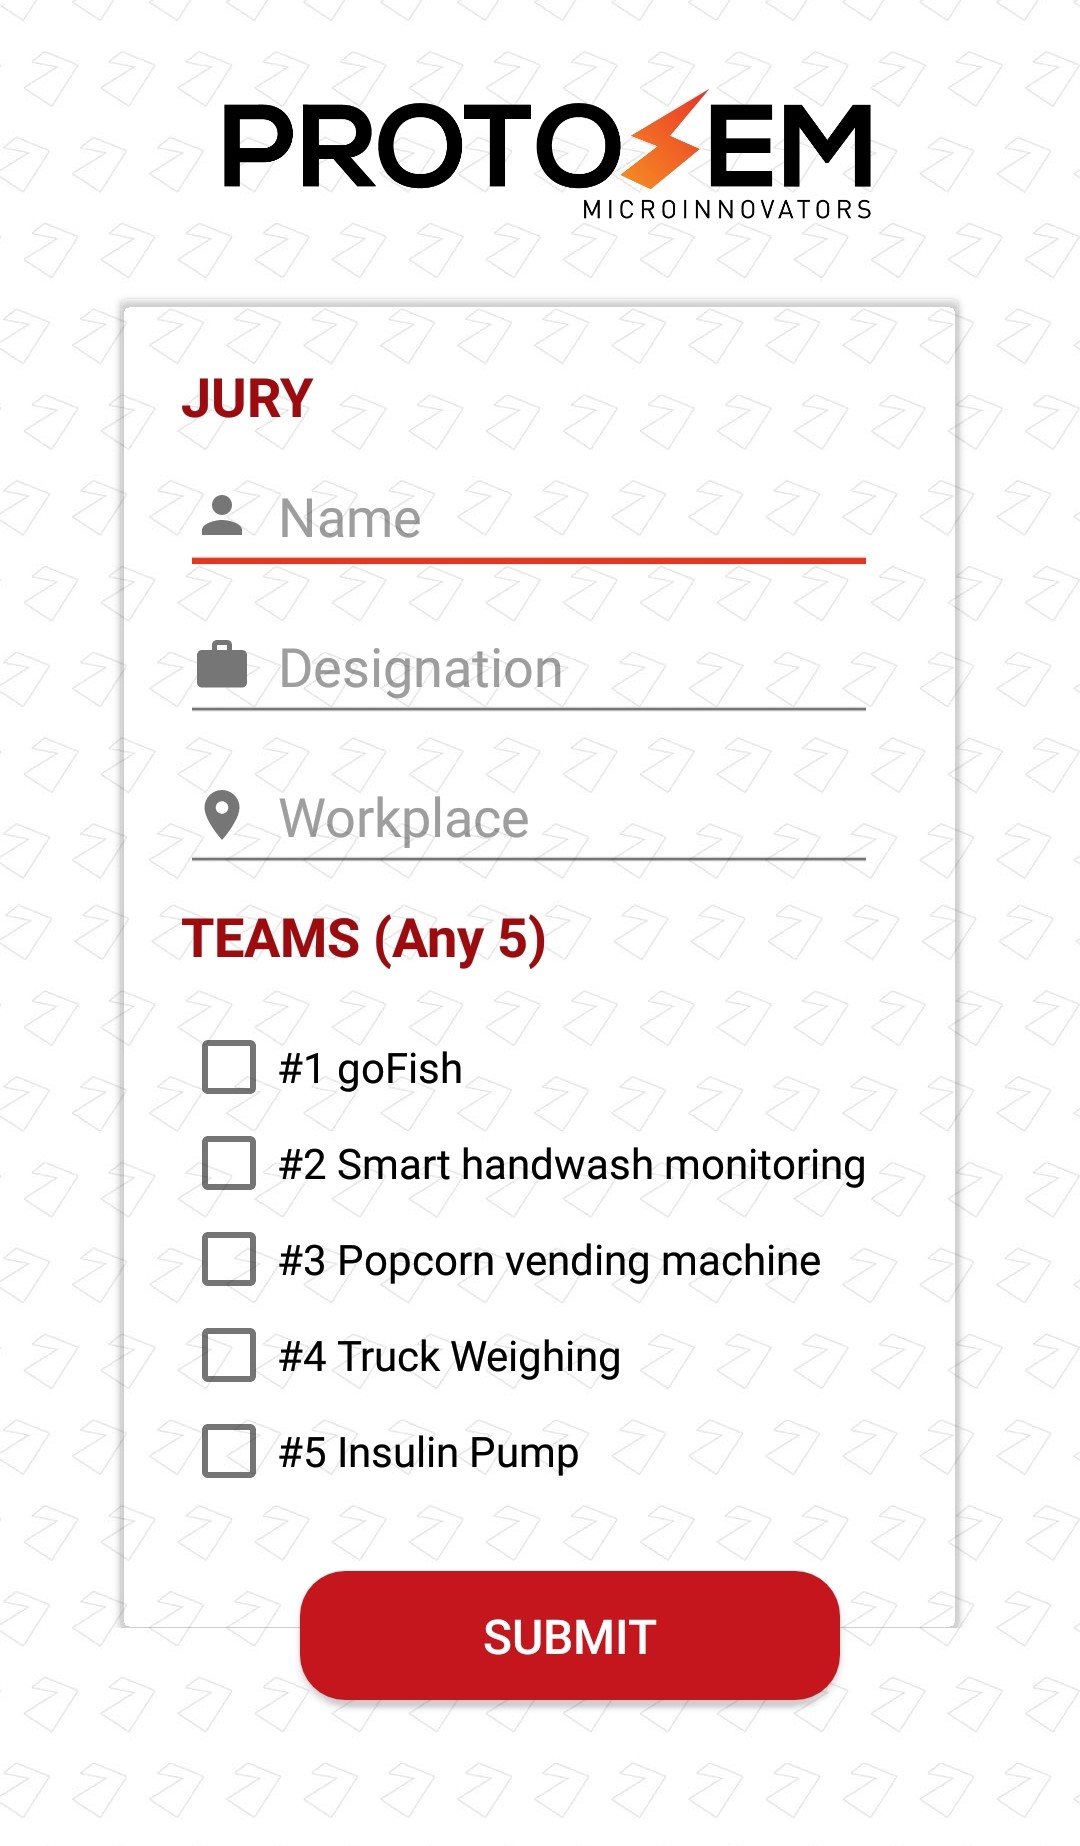 PROTOSEM
MICROINNOVATORS
JURY
Name
Designation
Workplace
TEAMS (Any 5)
#1 goFish
#2 Smart handwash monitoring
#3 Popcorn vending machine
#4 Truck Weighing
#5 Insulin Pump
SUBMIT